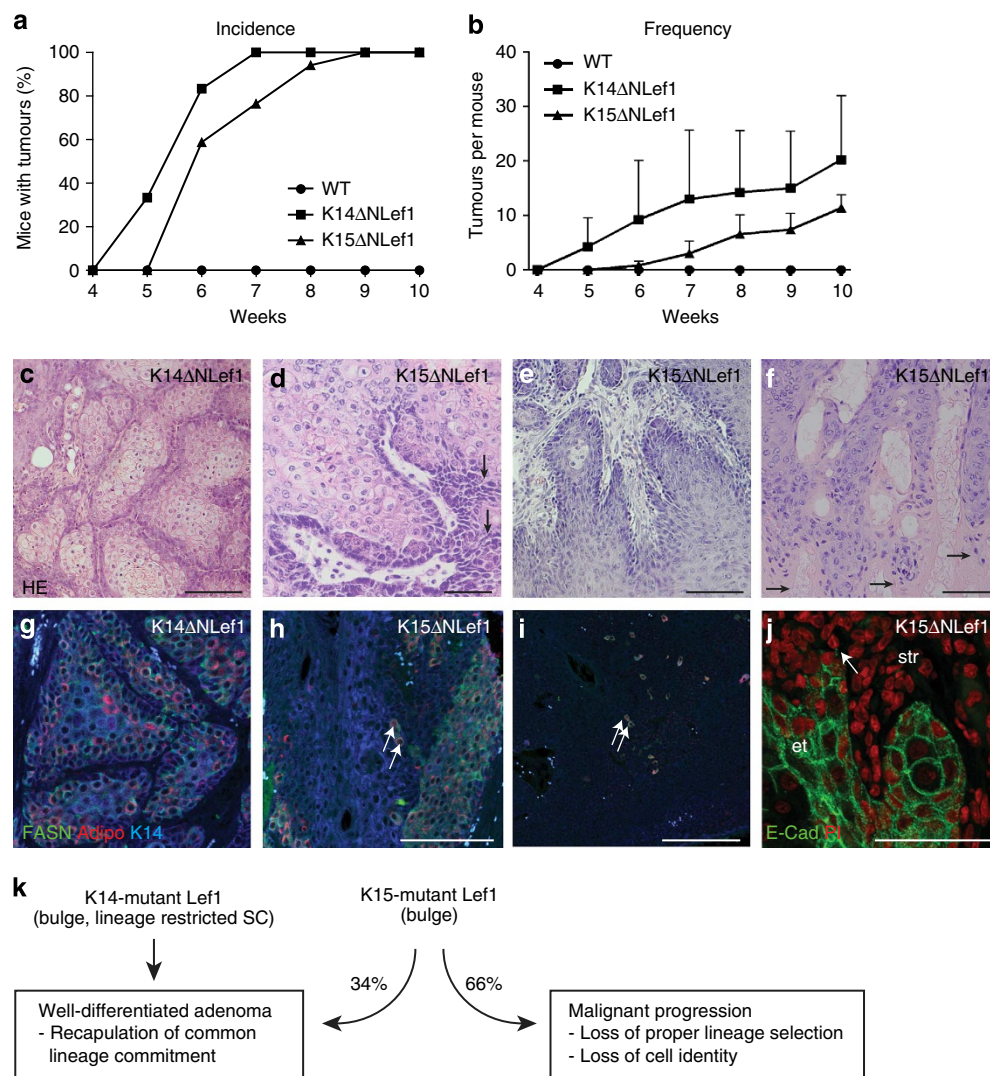 a
Incidence
Mice with tumours (%)
100
80
60
40
20
0
4 5 6 7 8 9 10
Weeks
WT
K14ΔNLef1
K15ΔNLef1
b
Frequency
Tumours per mouse
40
30
20
10
0
4 5 6 7 8 9 10
Weeks
WT
K14ΔNLef1
K15ΔNLef1
c K14ΔNLef1
HE
d K15ΔNLef1
e K15ΔNLef1
f K15ΔNLef1
g K14ΔNLef1
FASN Adipo K14
h K15ΔNLef1
i
j K15ΔNLef1
str
et
E-Cad PI
k
K14-mutant Lef1
(bulge, lineage restricted SC)
K15-mutant Lef1
(bulge)
34%
66%
Well-differentiated adenoma
- Recapulation of common
lineage commitment
Malignant progression
- Loss of proper lineage selection
- Loss of cell identity